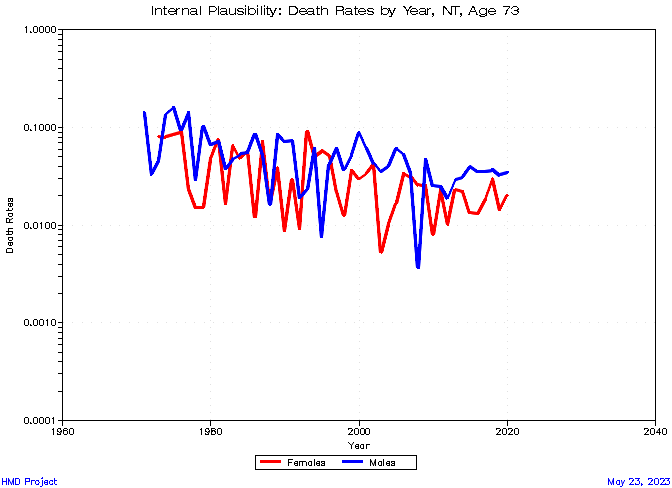 Internal Plausibility: Death Rates by Year, NT, Age 73
1.0000
0.1000
0.0100
0.0010
0.0001
Death Rates
1960
1980
2000
2020
2040
Year
Females Males
HMD Project
May 23, 2023